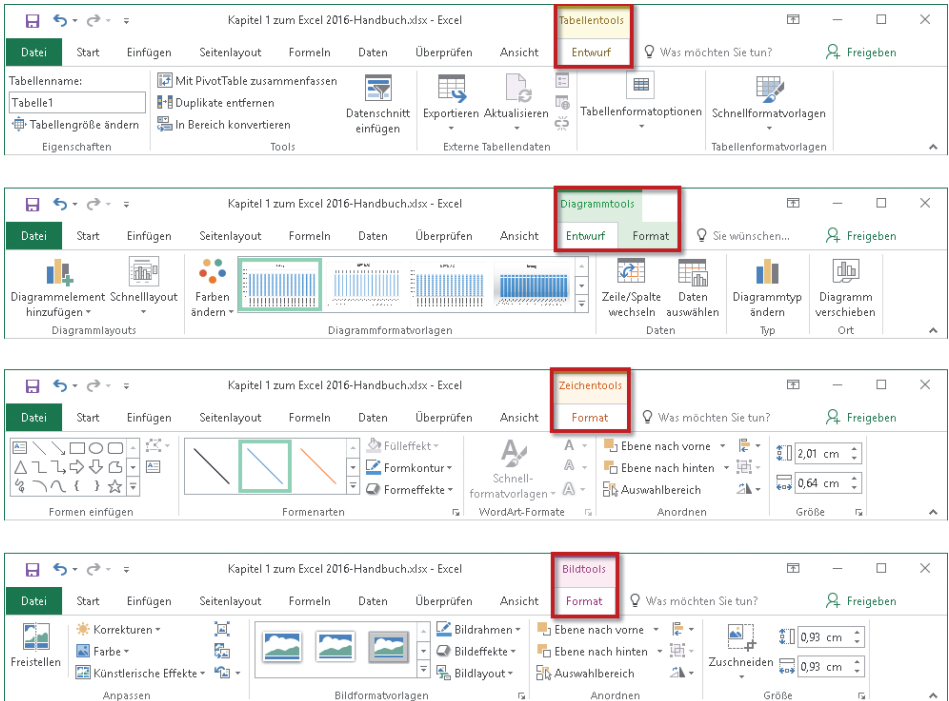 Kapitel 1 zum Excel 2016-Handbuch.xlsx - Excel
Tabellentools
Datei Start Einfügen Seitenlayout Formeln Daten Überprüfen Ansicht Entwurf Was möchten Sie tun? Freigeben
Tabellenname:
Tabelle1
Tabellengröße ändern
Eigenschaften
Mit PivotTable zusammenfassen
Duplikate entfernen
In Bereich konvertieren
Datenschnitt
einfügen
Tools
Exportieren Aktualisieren
Externe Tabellendaten
Tabellenformatoptionen
Schnellformatvorlagen
Tabellenformatvorlagen
Kapitel 1 zum Excel 2016-Handbuch.xlsx - Excel
Diagrammtools
Datei Start Einfügen Seitenlayout Formeln Daten Überprüfen Ansicht Entwurf Format Sie wünschen... Freigeben
Diagrammelement
hinzufügen
Schnelllayout
Diagrammlayouts
Farben
ändern
Diagrammformatvorlagen
Zeile/Spalte
wechseln
Daten
auswählen
Daten
Diagrammtyp
ändern
Typ
Diagramm
verschieben
Ort
Kapitel 1 zum Excel 2016-Handbuch.xlsx - Excel
Zeichentools
Datei Start Einfügen Seitenlayout Formeln Daten Überprüfen Ansicht Format Was möchten Sie tun? Freigeben
Formen einfügen
Fülleffekt
Formkontur
Formeffekte
Formenarten
Schnell-
formatvorlagen
WordArt-Formate
Ebene nach vorne
Ebene nach hinten
Auswahlbereich
Anordnen
2,01 cm
0,64 cm
Größe
Kapitel 1 zum Excel 2016-Handbuch.xlsx - Excel
Bildtools
Datei Start Einfügen Seitenlayout Formeln Daten Überprüfen Ansicht Format Was möchten Sie tun? Freigeben
Freistellen
Korrekturen
Farbe
Künstlerische Effekte
Anpassen
Bildrahmen
Bildeffekte
Bildlayout
Bildformatvorlagen
Ebene nach vorne
Ebene nach hinten
Auswahlbereich
Anordnen
Zuschneiden
0,93 cm
0,93 cm
Größe